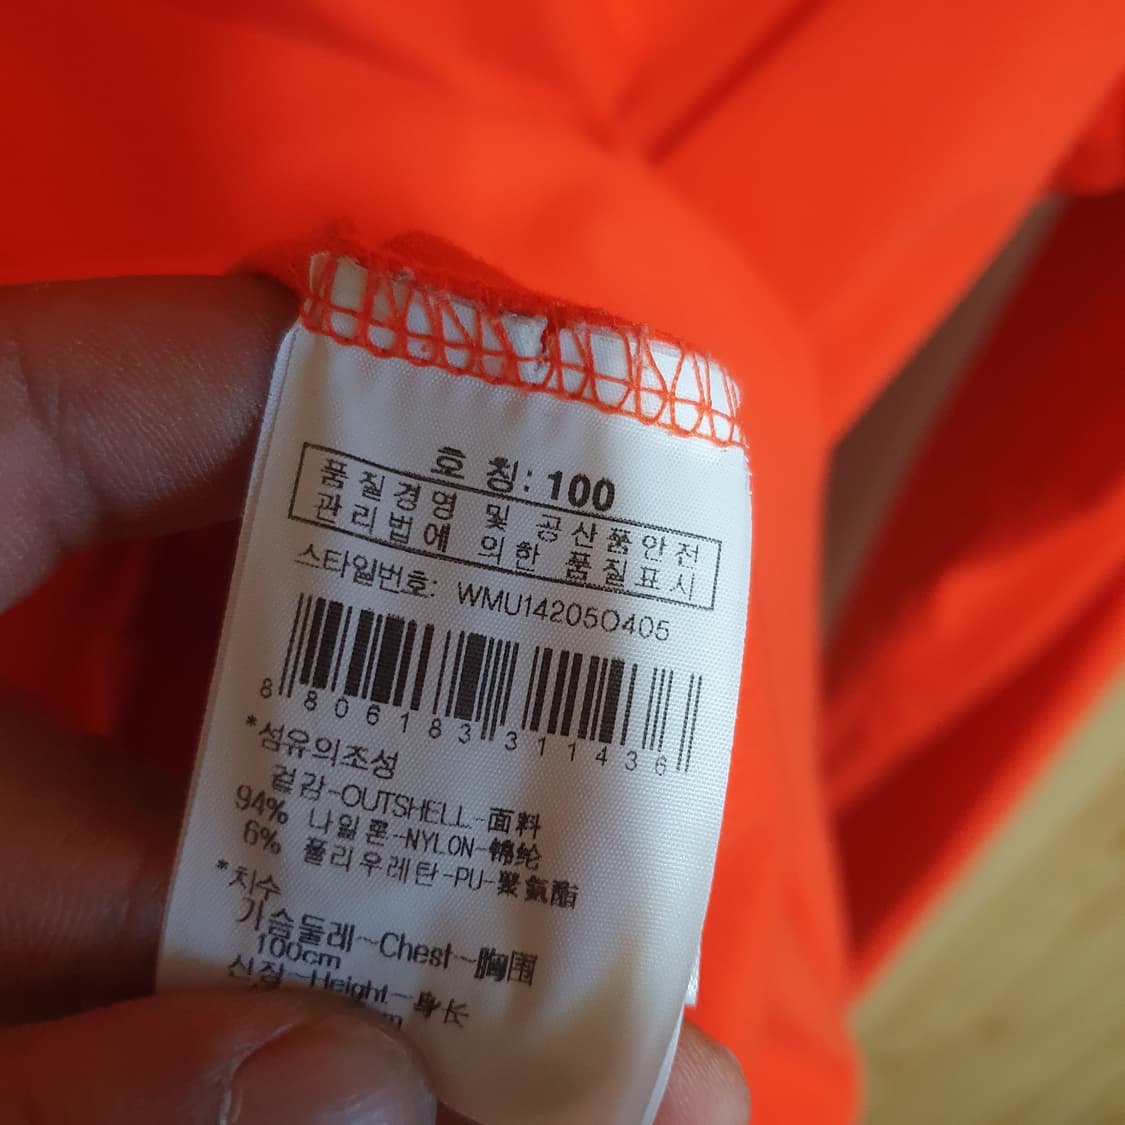 호 칭: 100
품질경영 및 공산품안전
관리법에 의한 품질표시
스타일번호: WMU14205O405
8 806183 311436
*섬유의조성
겉감-OUTSHELL-面料
94% 나일론-NYLON-锦纶
6% 폴리우레탄-PU-聚氨酯
*치수
가슴둘레~Chest~胸围
100cm
신장~Height~身长